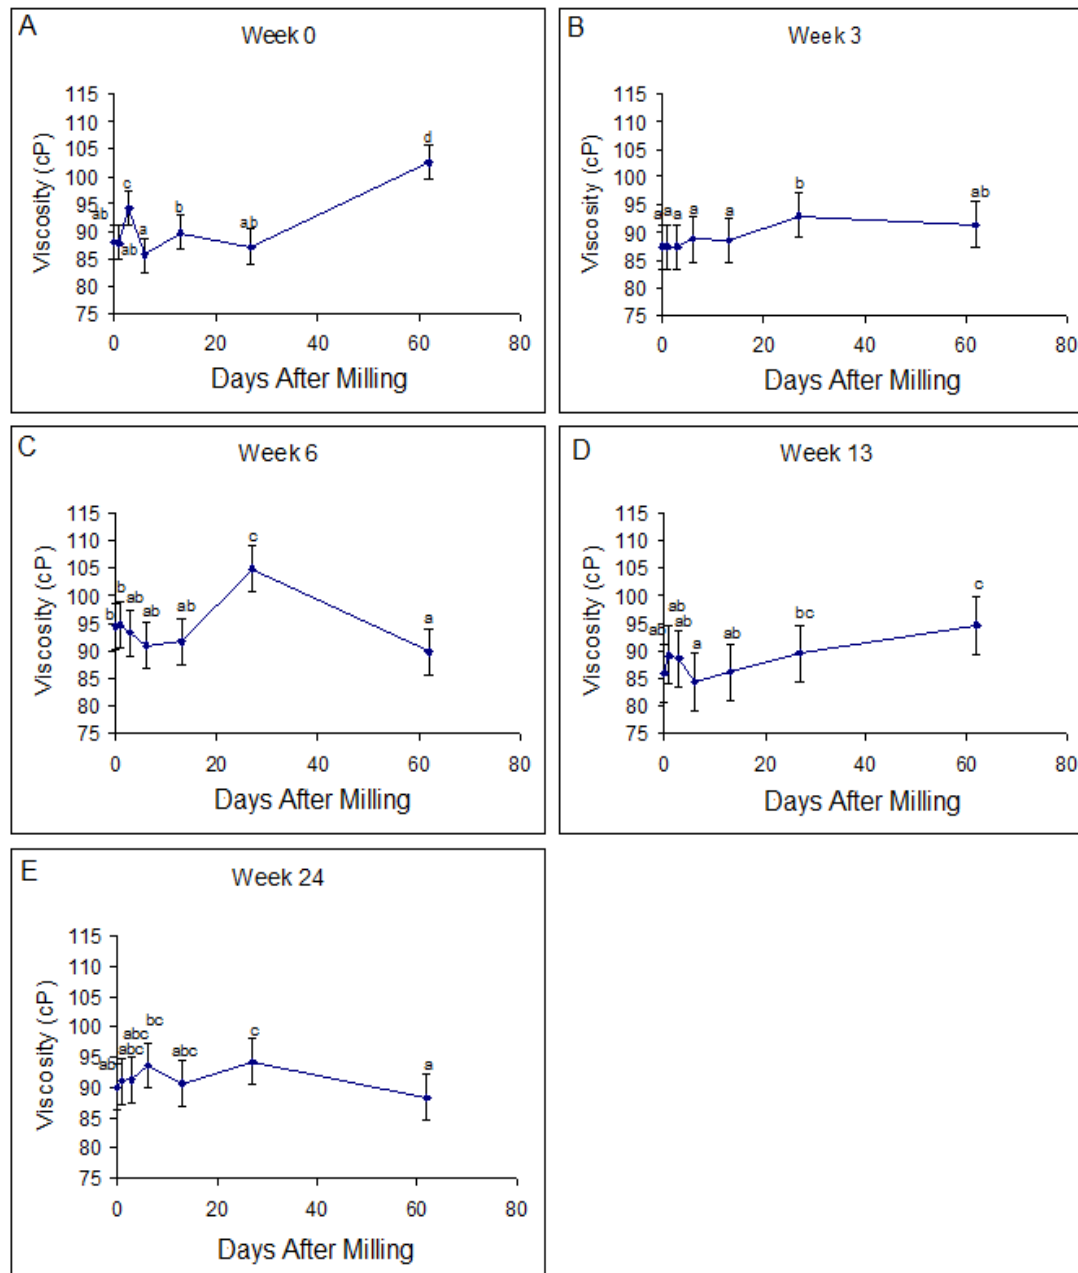 A
Week 0
115
110
105
100
95
90
85
80
75
Viscosity (cP)
ab
ab
c
a
b
ab
d
0
20
40
60
80
Days After Milling
B
Week 3
115
110
105
100
95
90
85
80
75
Viscosity (cP)
a
a
a
a
a
b
ab
0
20
40
60
80
Days After Milling
C
Week 6
115
110
105
100
95
90
85
80
75
Viscosity (cP)
b
b
ab
ab
ab
c
a
0
20
40
60
80
Days After Milling
D
Week 13
115
110
105
100
95
90
85
80
75
Viscosity (cP)
ab
ab
ab
a
ab
bc
c
0
20
40
60
80
Days After Milling
E
Week 24
115
110
105
100
95
90
85
80
75
Viscosity (cP)
abc
abc
bc
abc
c
a
0
20
40
60
80
Days After Milling